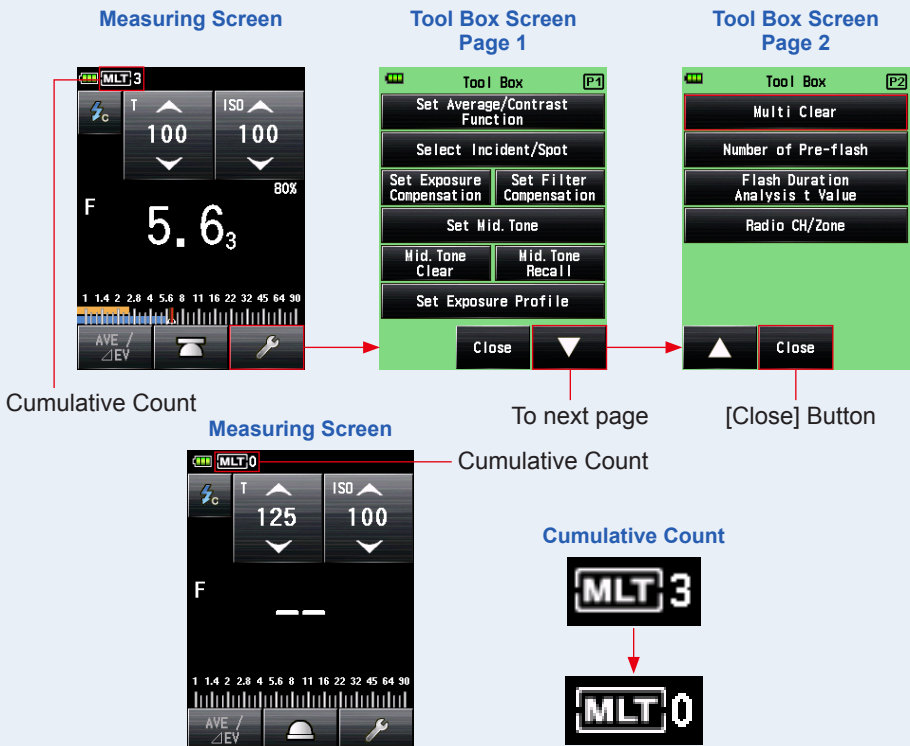 Measuring Screen
Tool Box Screen
Page 1
Tool Box Screen
Page 2
MLT 3
T
100
ISO
100
80%
F
5.6 3
1 1.4 2 2.8 4 5.6 8 11 16 22 32 45 64 90
AVE /
⊿EV
Tool Box P1
Set Average/Contrast
Function
Select Incident/Spot
Set Exposure
Compensation
Set Filter
Compensation
Set Mid. Tone
Mid. Tone
Clear
Mid. Tone
Recall
Set Exposure Profile
Close
Tool Box P2
Multi Clear
Number of Pre-flash
Flash Duration
Analysis t Value
Radio CH/Zone
Close
Cumulative Count
To next page
[Close] Button
Measuring Screen
MLT 0
Cumulative Count
T
125
ISO
100
F
--
1 1.4 2 2.8 4 5.6 8 11 16 22 32 45 64 90
AVE /
⊿EV
Cumulative Count
MLT 3
MLT 0